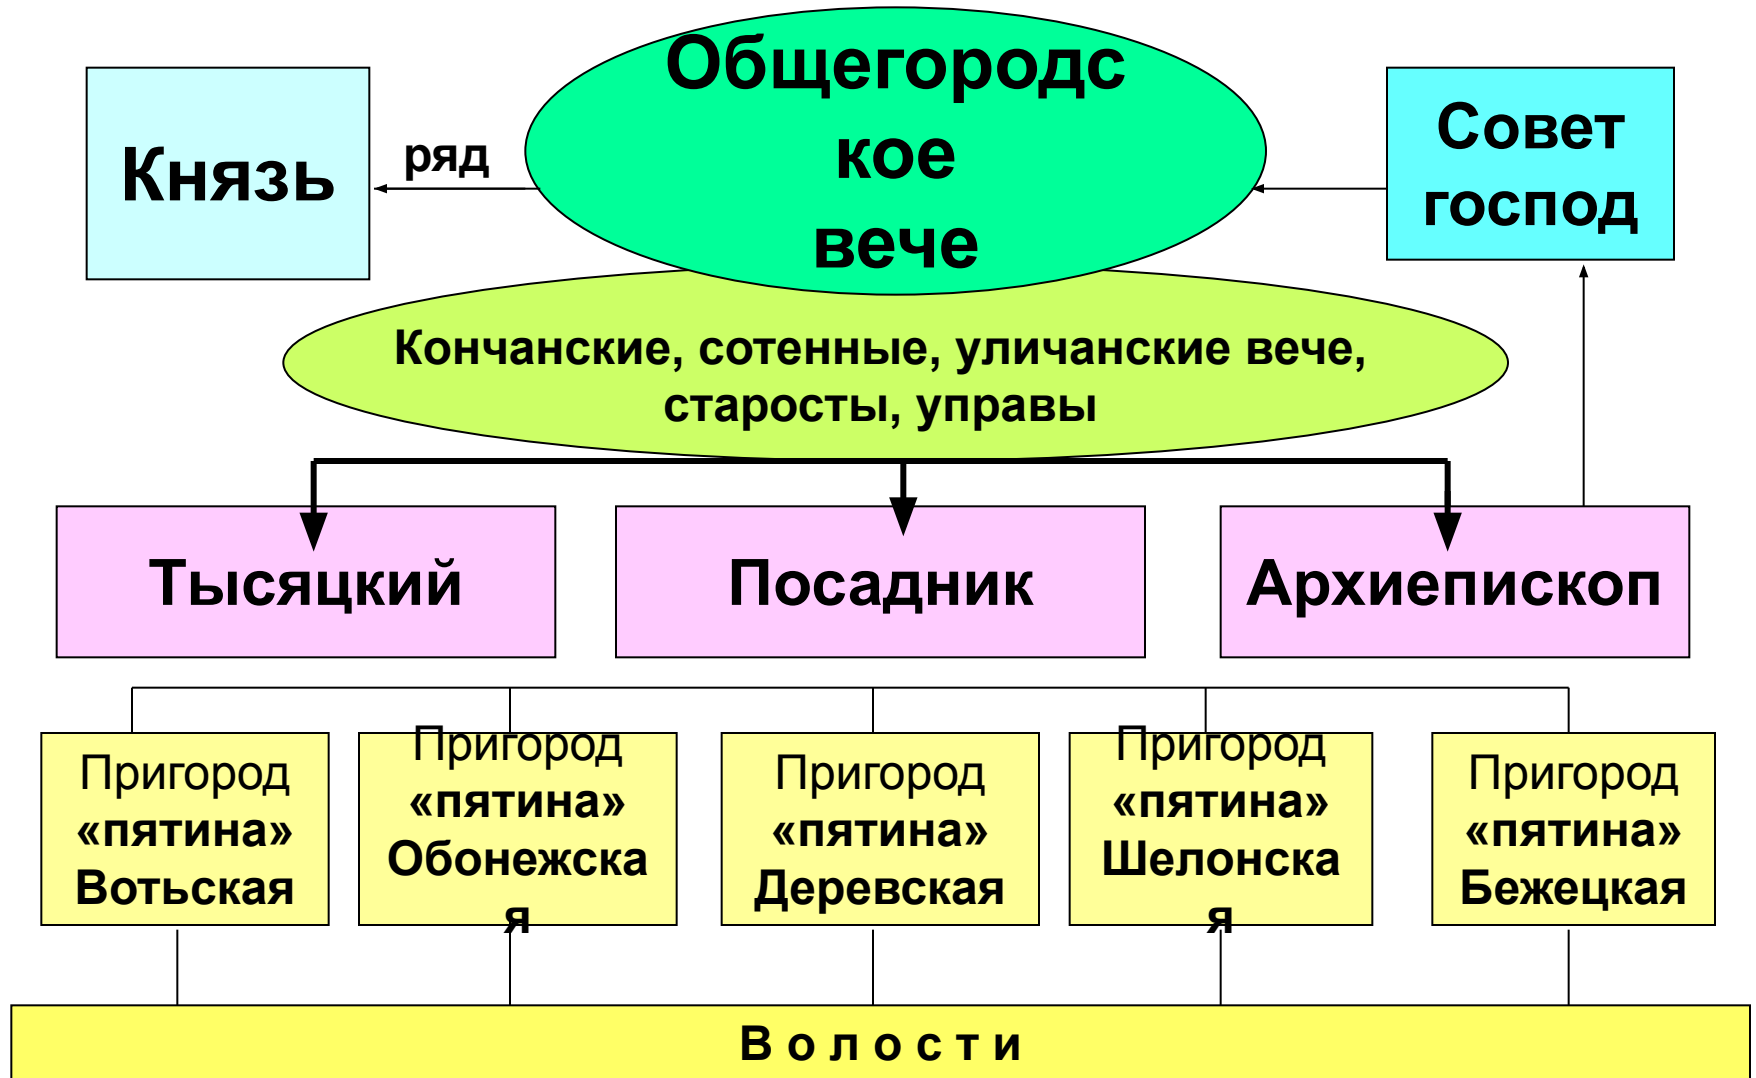 Общегородс
кое
вече
Князь
ряд
Совет
господ
Кончанские, сотенные, уличанские вече,
старосты, управы
Тысяцкий
Посадник
Архиепископ
Пригород
«пятина»
Вотьская
Пригород
«пятина»
Обонежска
я
Пригород
«пятина»
Деревская
Пригород
«пятина»
Шелонска
я
Пригород
«пятина»
Бежецкая
В о л о с т и